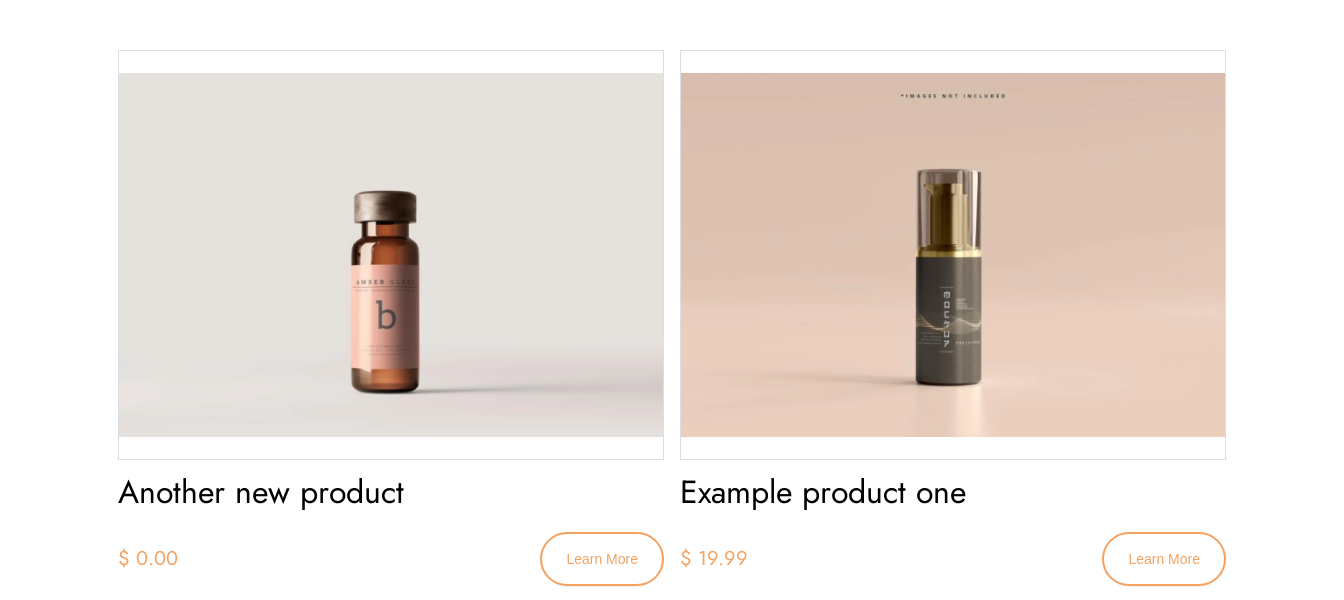 *IMAGES NOT INCLUDED
AMBER GLASS
b
Another new product
Example product one
$ 0.00
Learn More
$ 19.99
Learn More